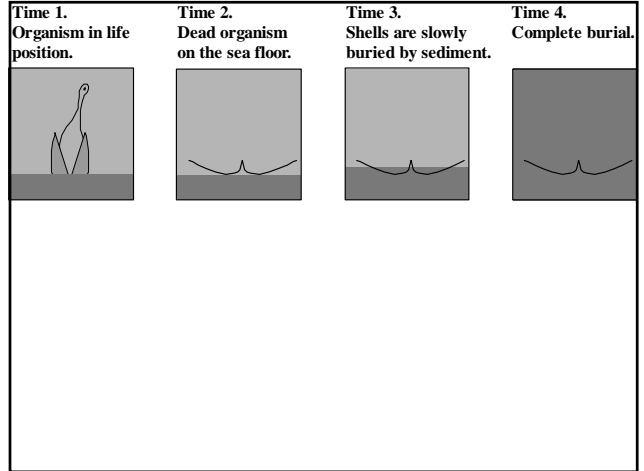 Time 1.
Organism in life
position.
Time 2.
Dead organism
on the sea floor.
Time 3.
Shells are slowly
buried by sediment.
Time 4.
Complete burial.